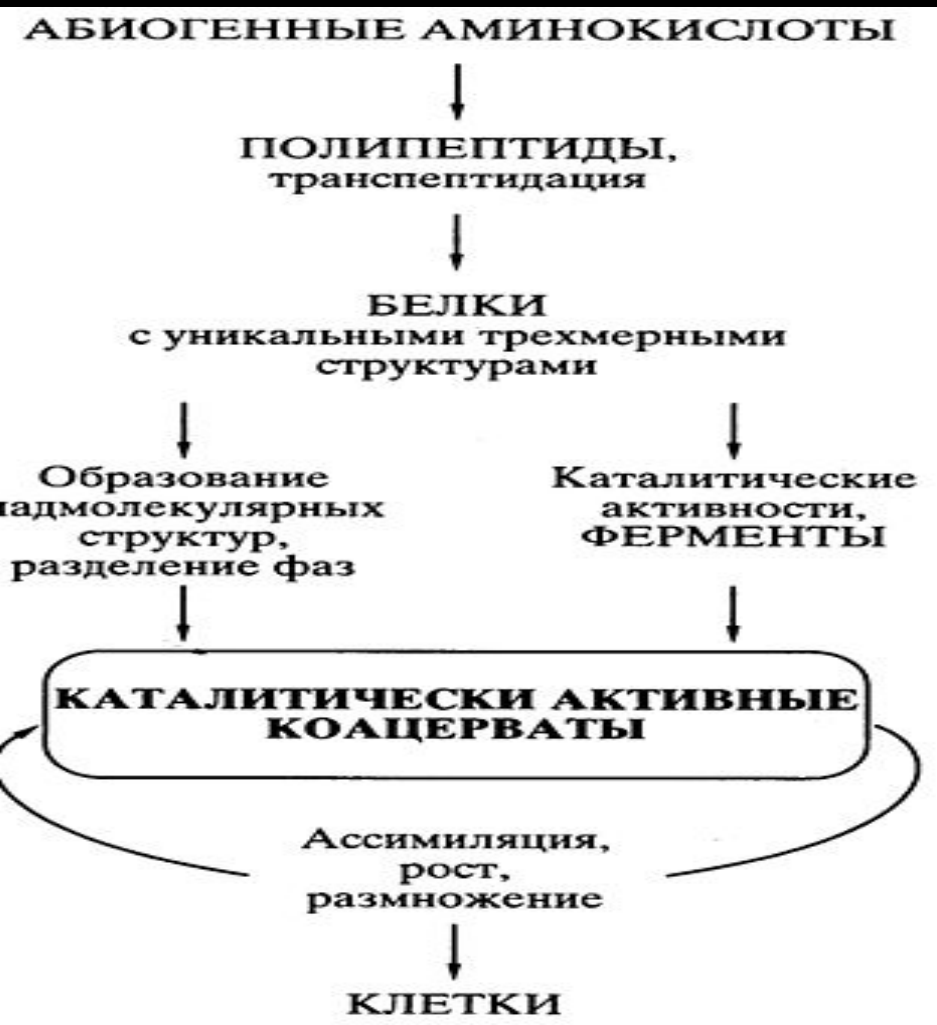 АБИОГЕННЫЕ АМИНОКИСЛОТЫ
ПОЛИПЕПТИДЫ,
транспептидация
БЕЛКИ
с уникальными трехмерными
структурами
Образование
надмолекулярных
структур,
разделение фаз
Каталитические
активности,
ФЕРМЕНТЫ
КАТАЛИТИЧЕСКИ АКТИВНЫЕ
КОАЦЕРВАТЫ
Ассимиляция,
рост,
размножение
КЛЕТКИ